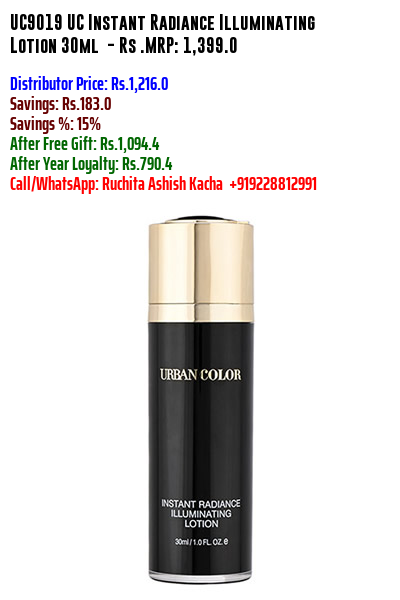 UC9019 UC Instant Radiance Illuminating
Lotion 30ml - Rs .MRP: 1,399.0
Distributor Price: Rs.1,216.0
Savings: Rs.183.0
Savings %: 15%
After Free Gift: Rs.1,094.4
After Year Loyalty: Rs.790.4
Call/WhatsApp: Ruchita Ashish Kacha +919228812991
URBAN COLOR
INSTANT RADIANCE
ILLUMINATING
LOTION
30ml / 1.0 FL. OZ. e